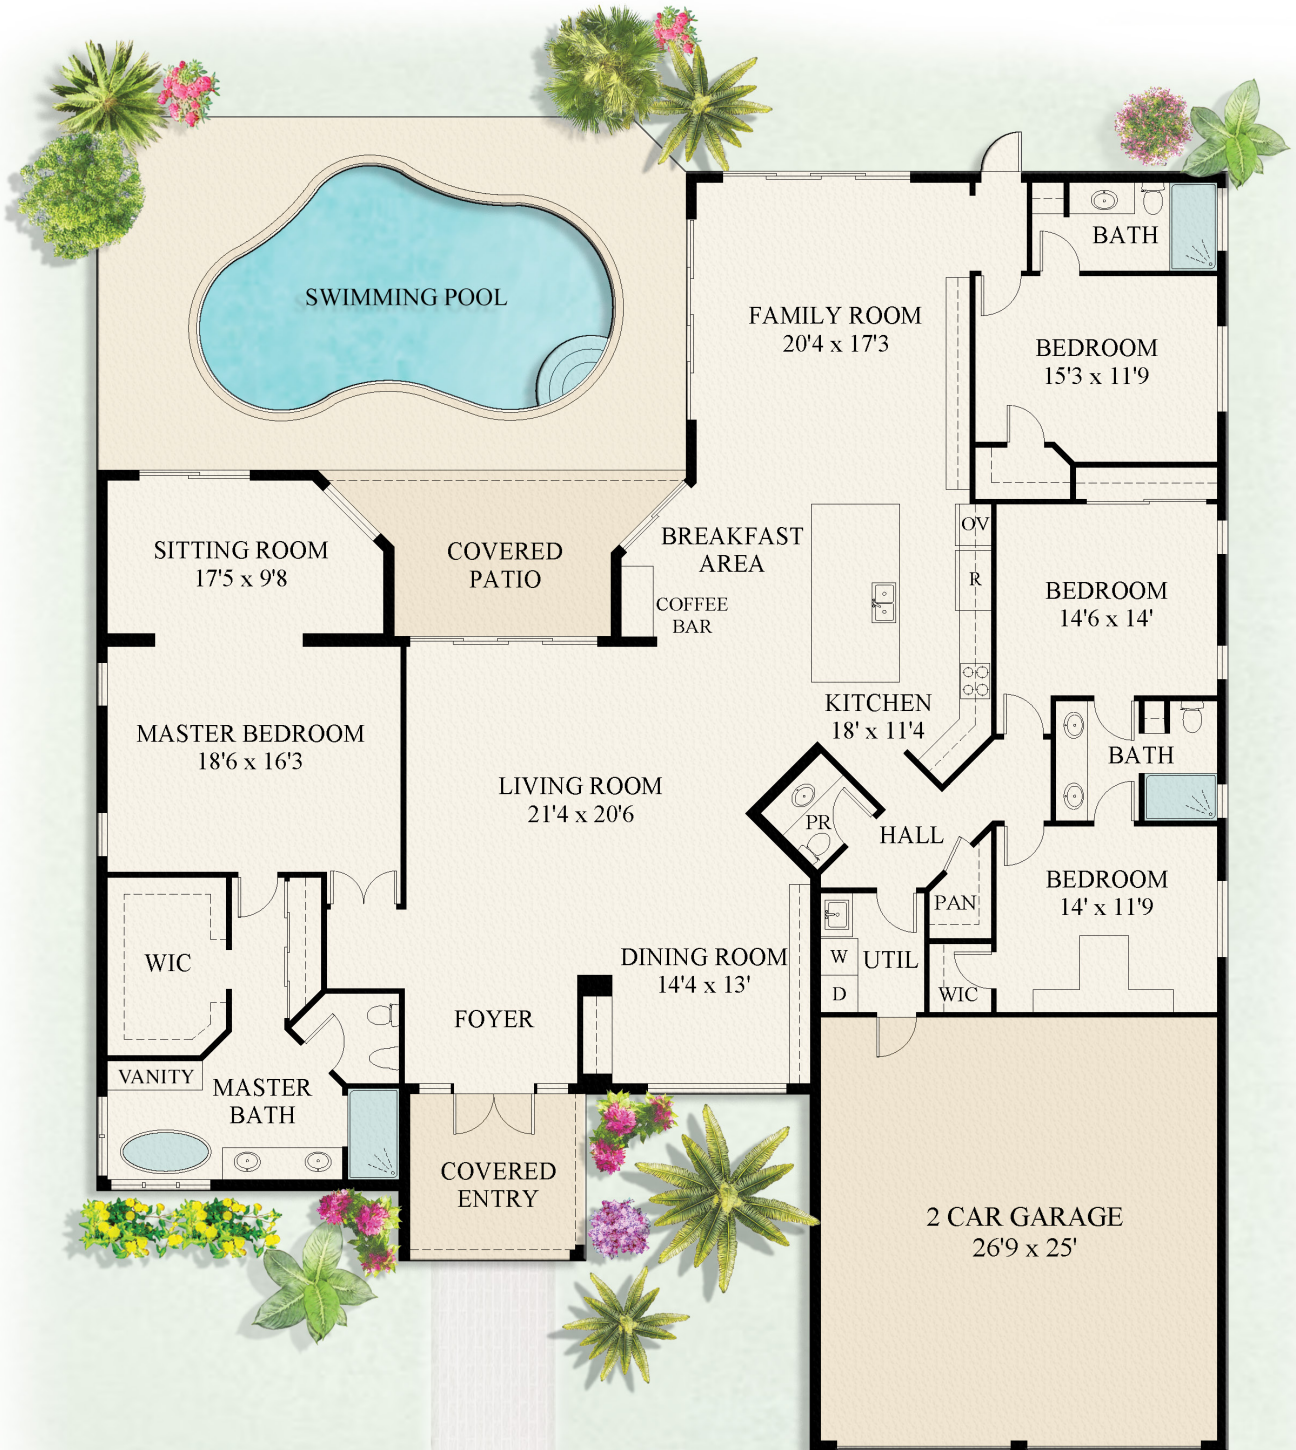 BATH
SWIMMING POOL
FAMILY ROOM
20'4 x 17'3
BEDROOM
15'3 x 11'9
OV
SITTING ROOM
17'5 x 9'8
COVERED
PATIO
BREAKFAST
AREA
R
COFFEE
BAR
BEDROOM
14'6 x 14'
MASTER BEDROOM
18'6 x 16'3
KITCHEN
18' x 11'4
BATH
LIVING ROOM
21'4 x 20'6
PR
HALL
BEDROOM
14' x 11'9
PAN
WIC
DINING ROOM
14'4 x 13'
W
UTIL
D
WIC
FOYER
VANITY
MASTER
BATH
COVERED
ENTRY
2 CAR GARAGE
26'9 x 25'